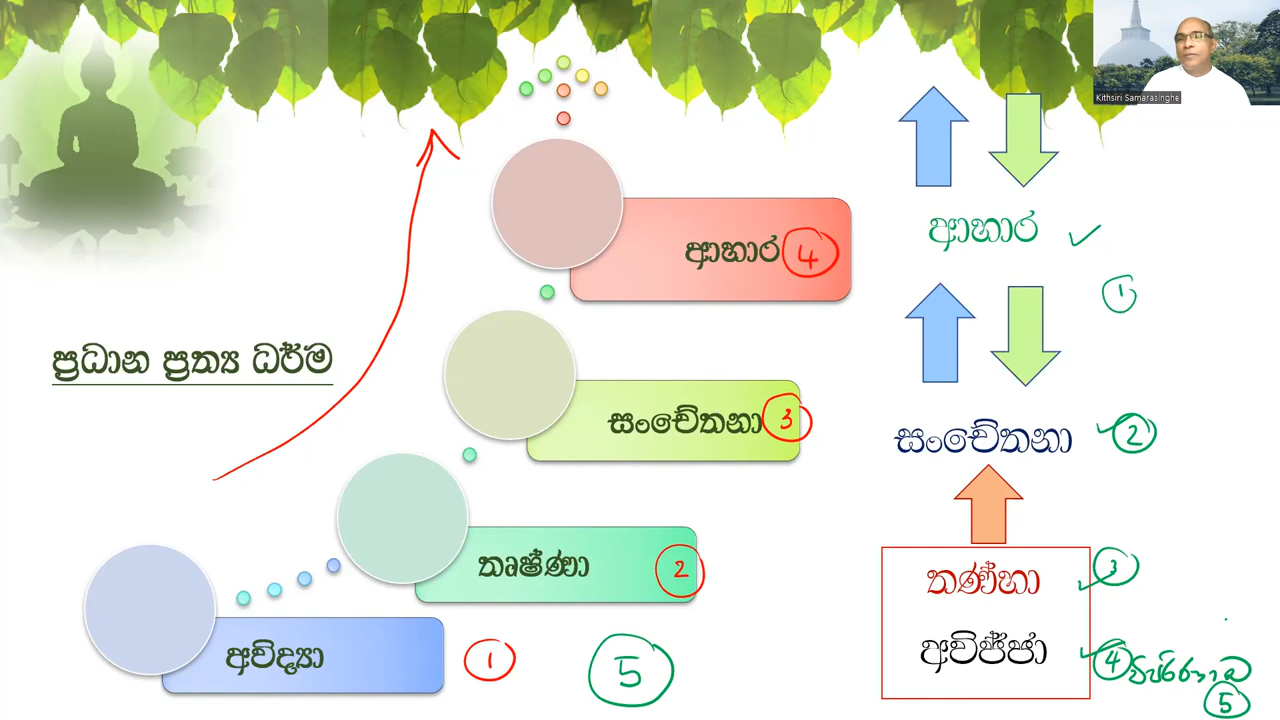 Kithsiri Samarasinghe
ආහාර 4
ප්‍රධාන ප්‍රත්‍ය ධර්ම
සංචේතනා 3
තෘෂ්ණා 2
අවිද්‍යා 1
5
ආහාර
1
සංචේතනා 2
තණ්හා 3
අවිජ්ජා 4
5